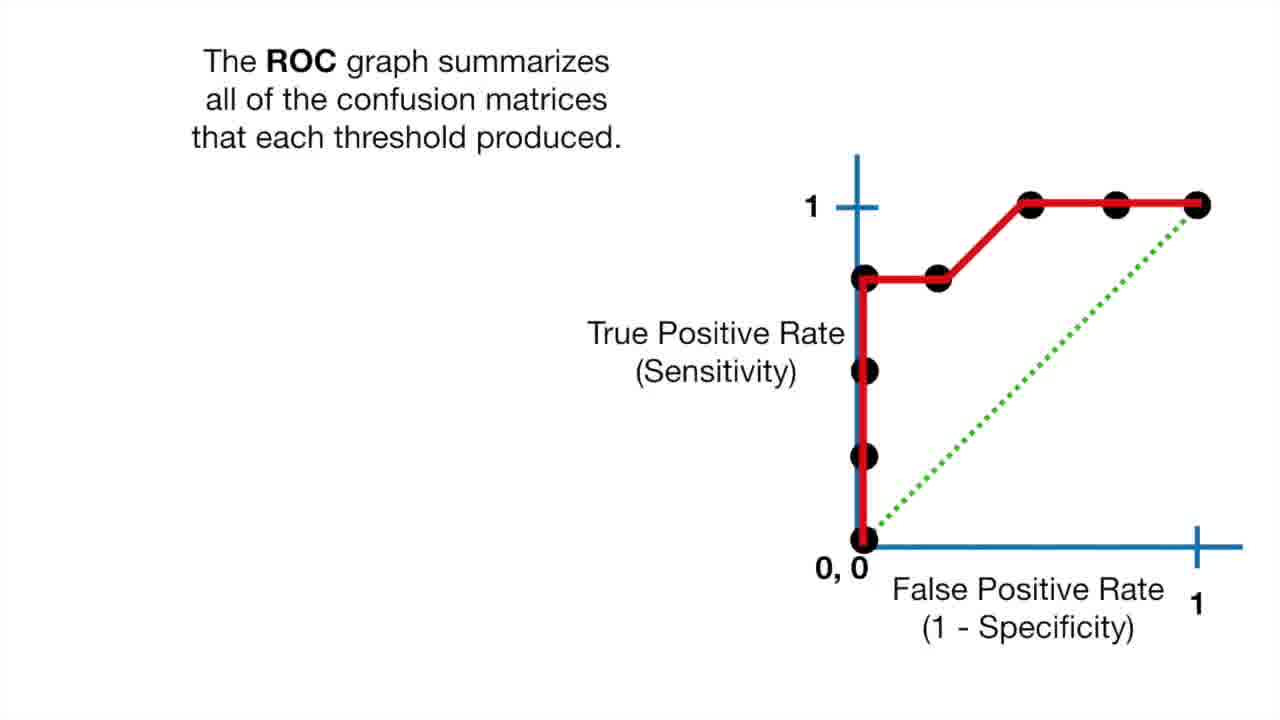 The ROC graph summarizes
all of the confusion matrices
that each threshold produced.
1
True Positive Rate
(Sensitivity)
0, 0
False Positive Rate
(1 - Specificity)
1